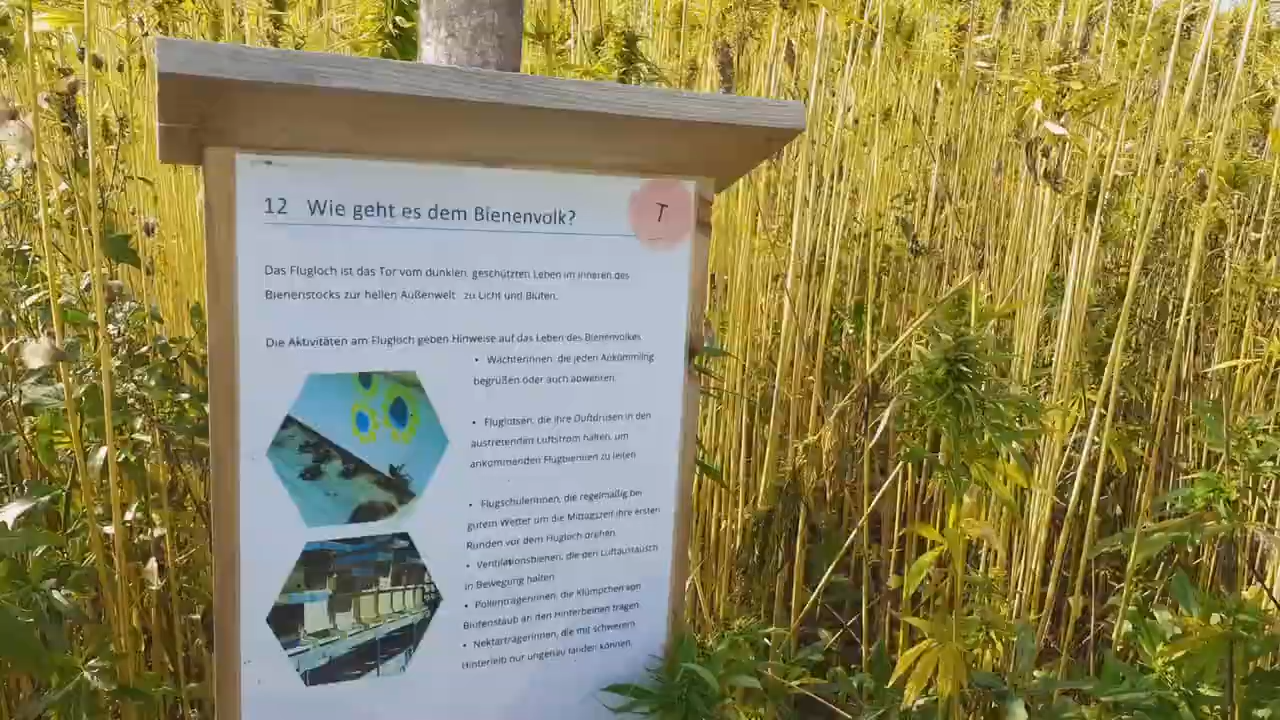 12 Wie geht es dem Bienenvolk?
T
Das Flugloch ist das Tor vom dunklen, geschützten Leben im Inneren des
Bienenstocks zur hellen Außenwelt zu Licht und Blüten.
Die Aktivitäten am Flugloch geben Hinweise auf das Leben des Bienenvolkes
• Wächterinnen, die jeden Ankömmling
begrüßen oder auch abwehren.
• Fluglotsen, die ihre Duftdrüsen in den
austretenden Luftstrom halten, um
ankommenden Flugbienen zu leiten
• Flugschülerinnen, die regelmäßig bei
gutem Wetter um die Mittagszeit ihre ersten
Runden vor dem Flugloch drehen.
• Ventilationsbienen, die den Luftaustausch
in Bewegung halten
• Pollenträgerinnen, die Klümpchen von
Blütenstaub an den Hinterbeinen tragen.
• Nektarträgerinnen, die mit schwerem
Hinterleib nur ungenau landen können.